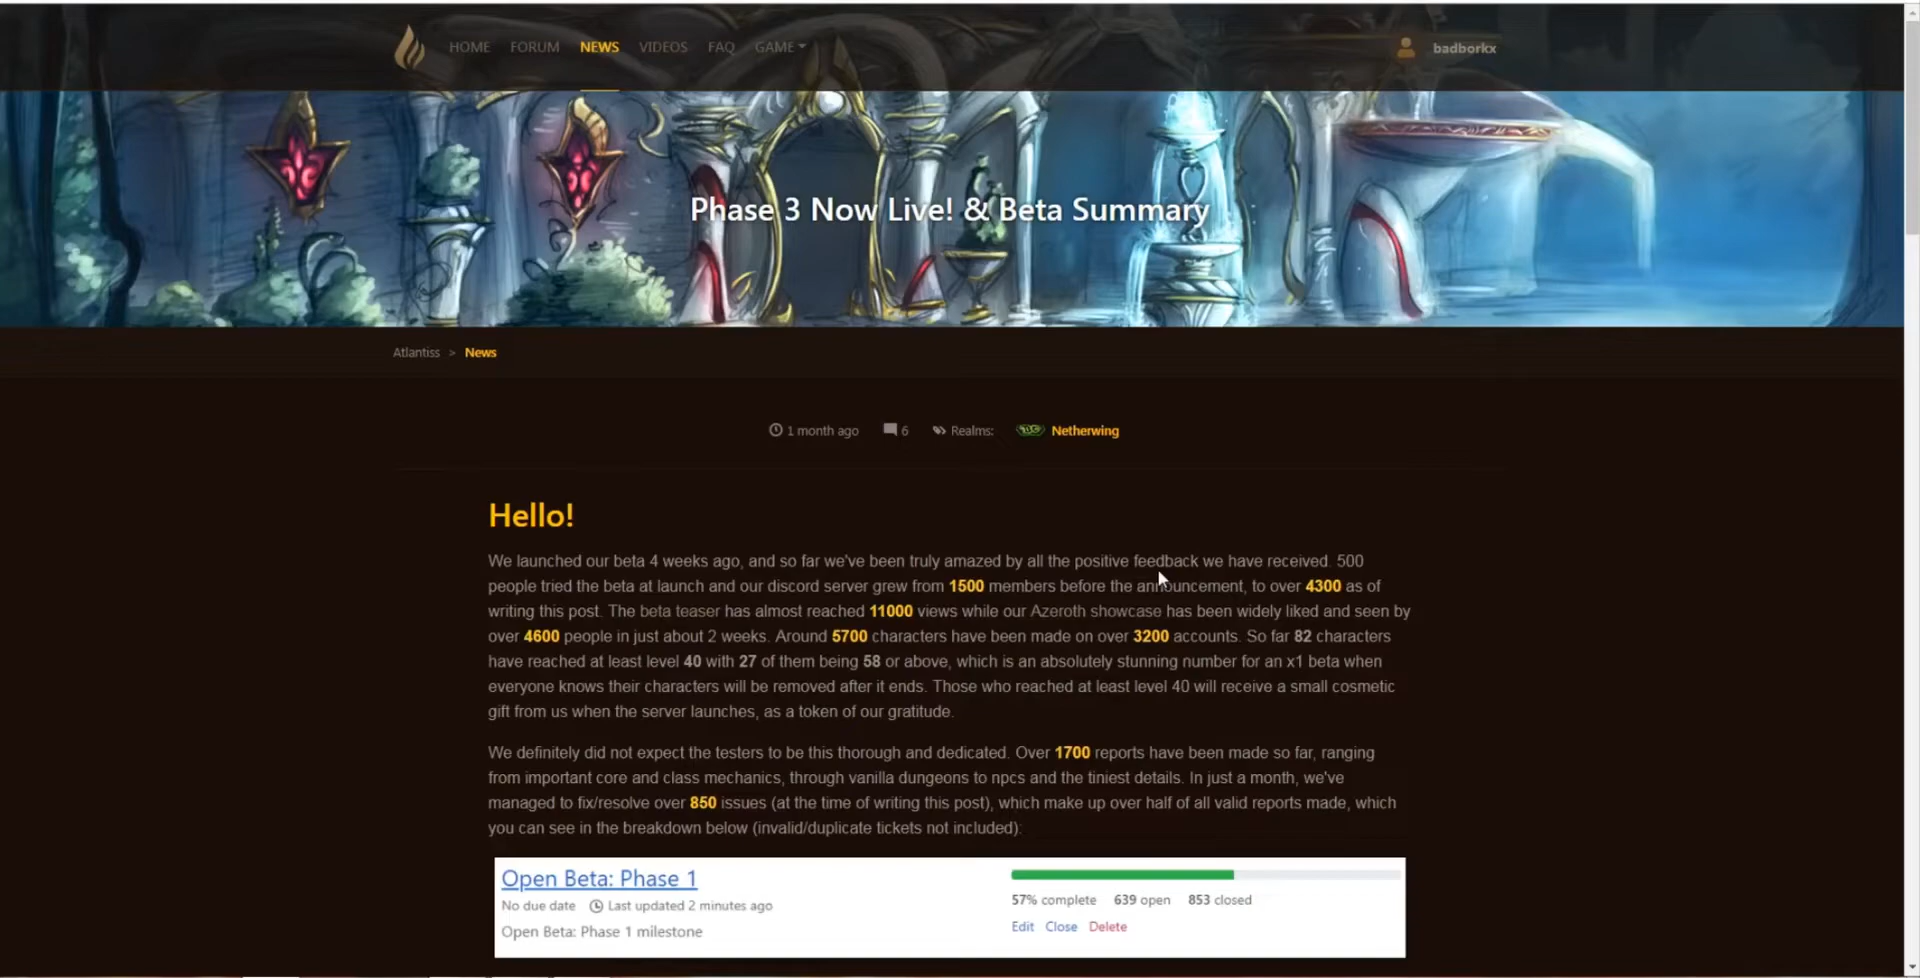 HOME FORUM NEWS VIDEOS FAQ GAME badborkx
Phase 3 Now Live! & Beta Summary
Atlantiss > News
1 month ago 6 Realms: Netherwing
Hello!
We launched our beta 4 weeks ago, and so far we've been truly amazed by all the positive feedback we have received. 500
people tried the beta at launch and our discord server grew from 1500 members before the announcement, to over 4300 as of
writing this post. The beta teaser has almost reached 11000 views while our Azeroth showcase has been widely liked and seen by
over 4600 people in just about 2 weeks. Around 5700 characters have been made on over 3200 accounts. So far 82 characters
have reached at least level 40 with 27 of them being 58 or above, which is an absolutely stunning number for an x1 beta when
everyone knows their characters will be removed after it ends. Those who reached at least level 40 will receive a small cosmetic
gift from us when the server launches, as a token of our gratitude.
We definitely did not expect the testers to be this thorough and dedicated. Over 1700 reports have been made so far, ranging
from important core and class mechanics, through vanilla dungeons to npcs and the tiniest details. In just a month, we've
managed to fix/resolve over 850 issues (at the time of writing this post), which make up over half of all valid reports made, which
you can see in the breakdown below (invalid/duplicate tickets not included):
Open Beta: Phase 1
No due date Last updated 2 minutes ago
Open Beta: Phase 1 milestone
57% complete 639 open 853 closed
Edit Close Delete